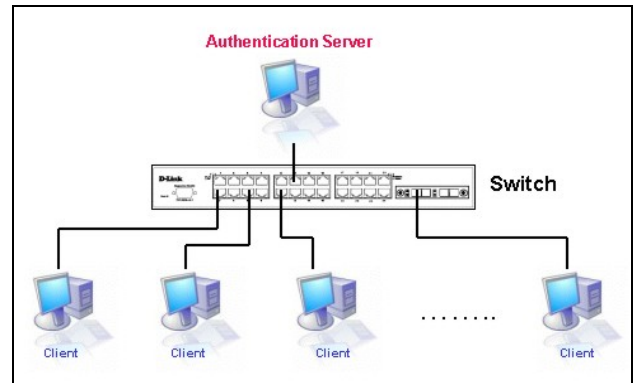 Authentication Server
D-Link
Switch
. . . . . . . .
Client
Client
Client
Client